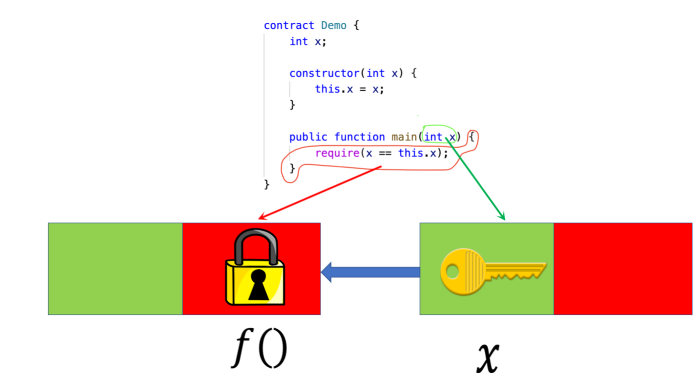 contract Demo {
int x;
constructor(int x) {
this.x = x;
}
public function main(int x) {
require(x == this.x);
}
}
f()
x